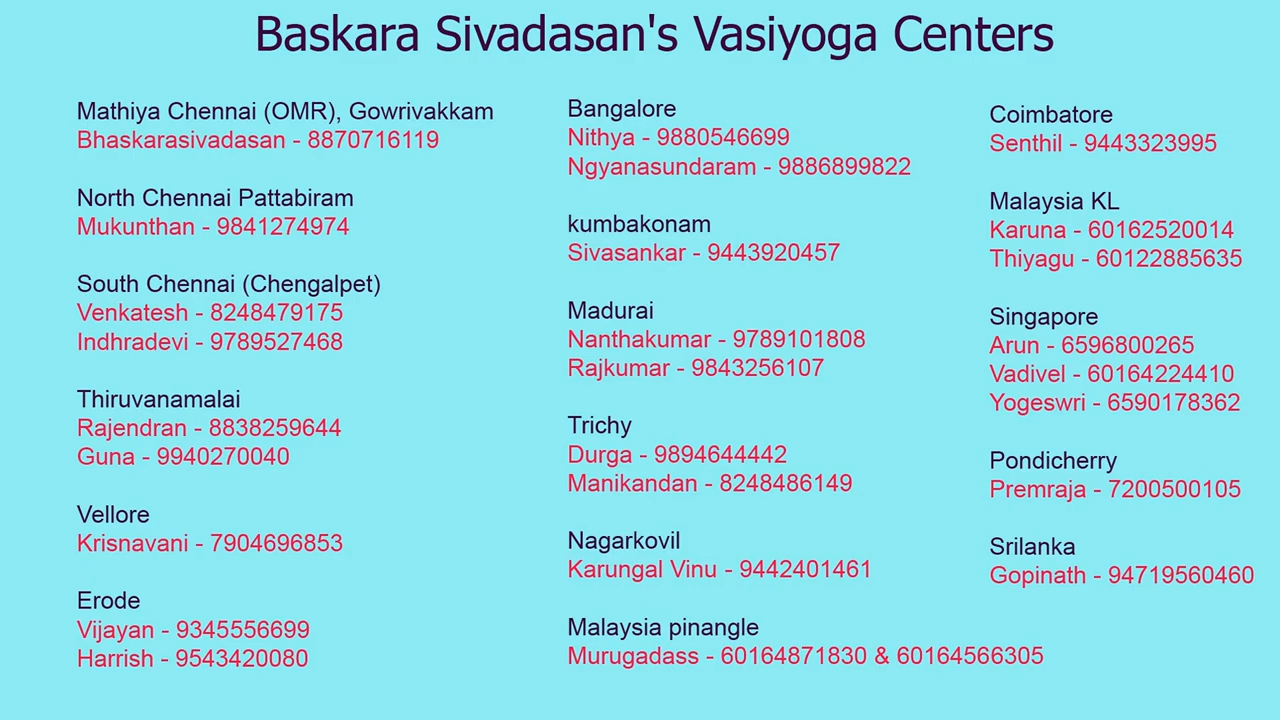 Baskara Sivadasan's Vasiyoga Centers
Mathiya Chennai (OMR), Gowrivakkam
Bhaskarasivadasan - 8870716119
North Chennai Pattabiram
Mukunthan - 9841274974
South Chennai (Chengalpet)
Venkatesh - 8248479175
Indhradevi - 9789527468
Thiruvanamalai
Rajendran - 8838259644
Guna - 9940270040
Vellore
Krisnavani - 7904696853
Erode
Vijayan - 9345556699
Harrish - 9543420080
Bangalore
Nithya - 9880546699
Ngyanasundaram - 9886899822
kumbakonam
Sivasankar - 9443920457
Madurai
Nanthakumar - 9789101808
Rajkumar - 9843256107
Trichy
Durga - 9894644442
Manikandan - 8248486149
Nagarkovil
Karungal Vinu - 9442401461
Malaysia pinangle
Murugadass - 60164871830 & 60164566305
Coimbatore
Senthil - 9443323995
Malaysia KL
Karuna - 60162520014
Thiyagu - 60122885635
Singapore
Arun - 6596800265
Vadivel - 60164224410
Yogeswri - 6590178362
Pondicherry
Premraja - 7200500105
Srilanka
Gopinath - 94719560460